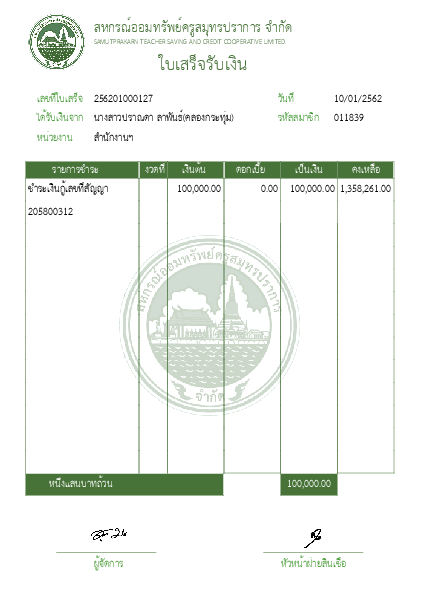 สหกรณ์ออมทรัพย์ครูสมุทรปราการ จำกัด
SAMUTPRAKARN TEACHER SAVING AND CREDIT COOPERATIVE LIMITED.
ใบเสร็จรับเงิน
เลขที่ใบเสร็จ 256201000127 วันที่ 10/01/2562
ได้รับเงินจาก นางสาวปราณตา ลาพันธ์(คลองกระทุ่ม) รหัสสมาชิก 011839
หน่วยงาน สำนักงานฯ
รายการชำระ งวดที่ เงินต้น ดอกเบี้ย เป็นเงิน คงเหลือ
ชำระเงินกู้เลขที่สัญญา 100,000.00 0.00 100,000.00 1,358,261.00
205800312
สหกรณ์ออมทรัพย์ครูสมุทรปราการ
จำกัด
หนึ่งแสนบาทถ้วน 100,000.00
ผู้จัดการ หัวหน้าฝ่ายสินเชื่อ